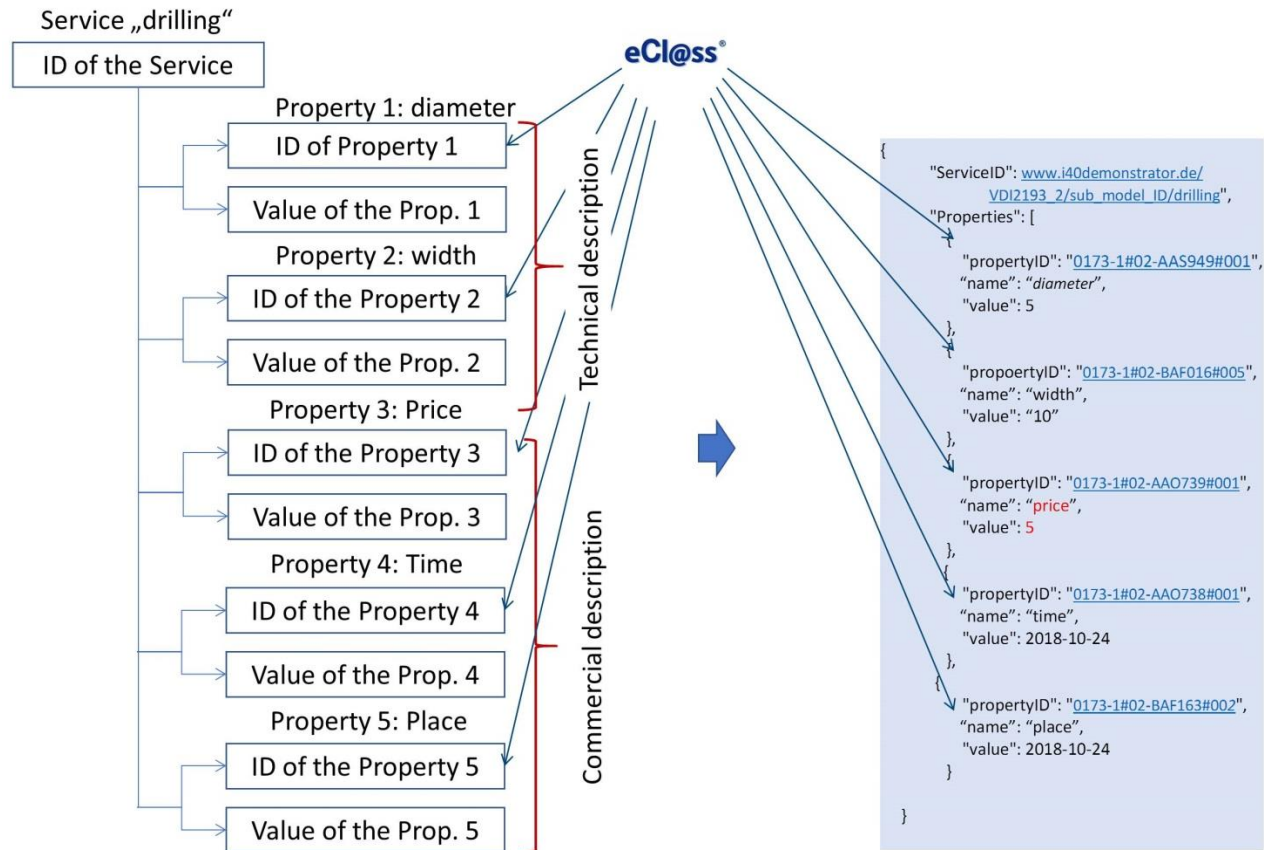 Service „drilling“
ID of the Service
Property 1: diameter
ID of Property 1
Value of the Prop. 1
Property 2: width
ID of the Property 2
Value of the Prop. 2
Property 3: Price
ID of the Property 3
Value of the Prop. 3
Property 4: Time
ID of the Property 4
Value of the Prop. 4
Property 5: Place
ID of the Property 5
Value of the Prop. 5
Technical description
Commercial description
eCl@ss®
{
"ServiceID": www.i40demonstrator.de/
VDI2193_2/sub_model_ID/drilling",
"Properties": [
{
"propertyID": "0173-1#02-AAS949#001",
“name”: “diameter”,
"value": 5
},
{
"propoertyID": "0173-1#02-BAF016#005",
“name”: “width”,
"value": “10”
},
{
"propertyID": "0173-1#02-AAO739#001",
“name”: “price”,
"value": 5
},
{
"propertyID": "0173-1#02-AAO738#001",
“name”: “time”,
"value": 2018-10-24
},
{
"propertyID": "0173-1#02-BAF163#002",
“name”: “place”,
"value": 2018-10-24
}
}